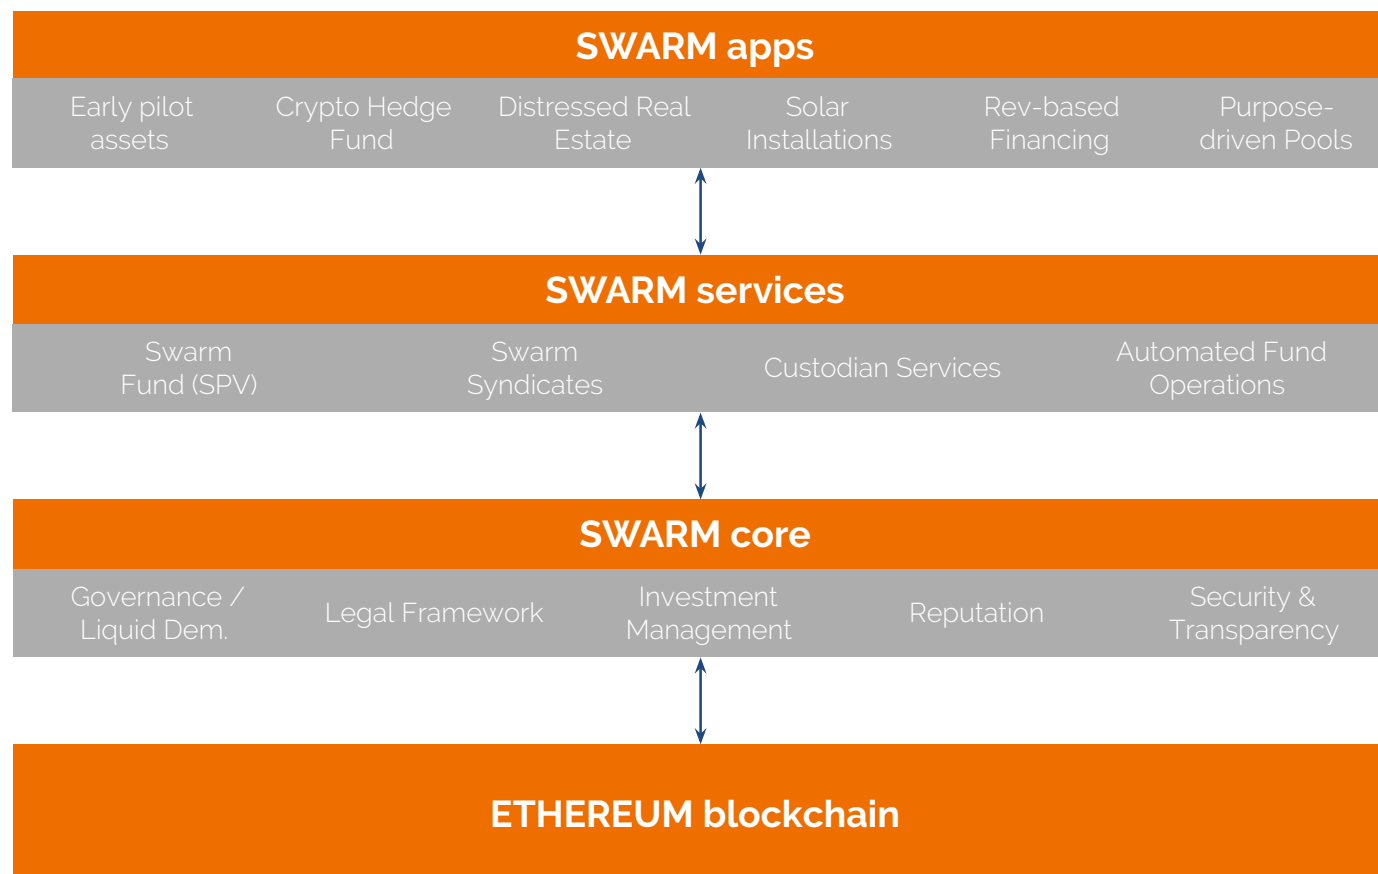 SWARM apps
Early pilot
assets
Crypto Hedge
Fund
Distressed Real
Estate
Solar
Installations
Rev-based
Financing
Purpose-
driven Pools
SWARM services
Swarm
Fund (SPV)
Swarm
Syndicates
Custodian Services
Automated Fund
Operations
SWARM core
Governance /
Liquid Dem.
Legal Framework
Investment
Management
Reputation
Security &
Transparency
ETHEREUM blockchain